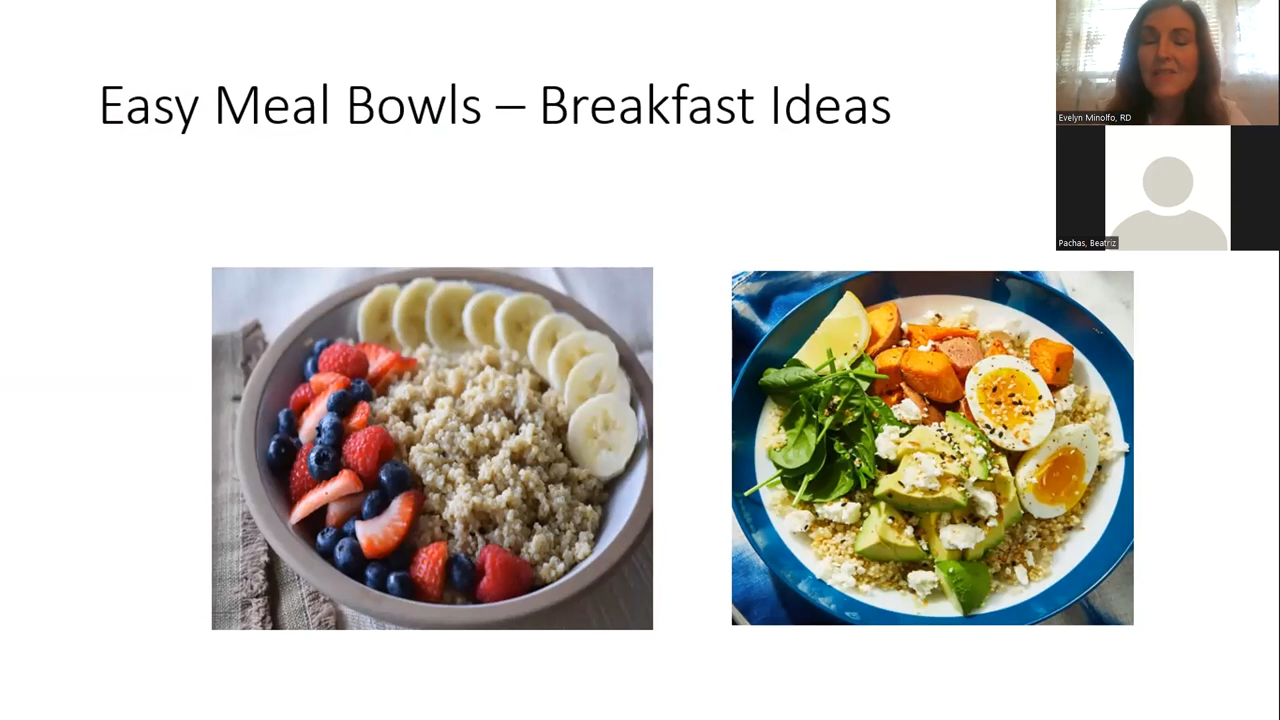 Easy Meal Bowls – Breakfast Ideas
Evelyn Minolfo, RD
Pachas, Beatriz